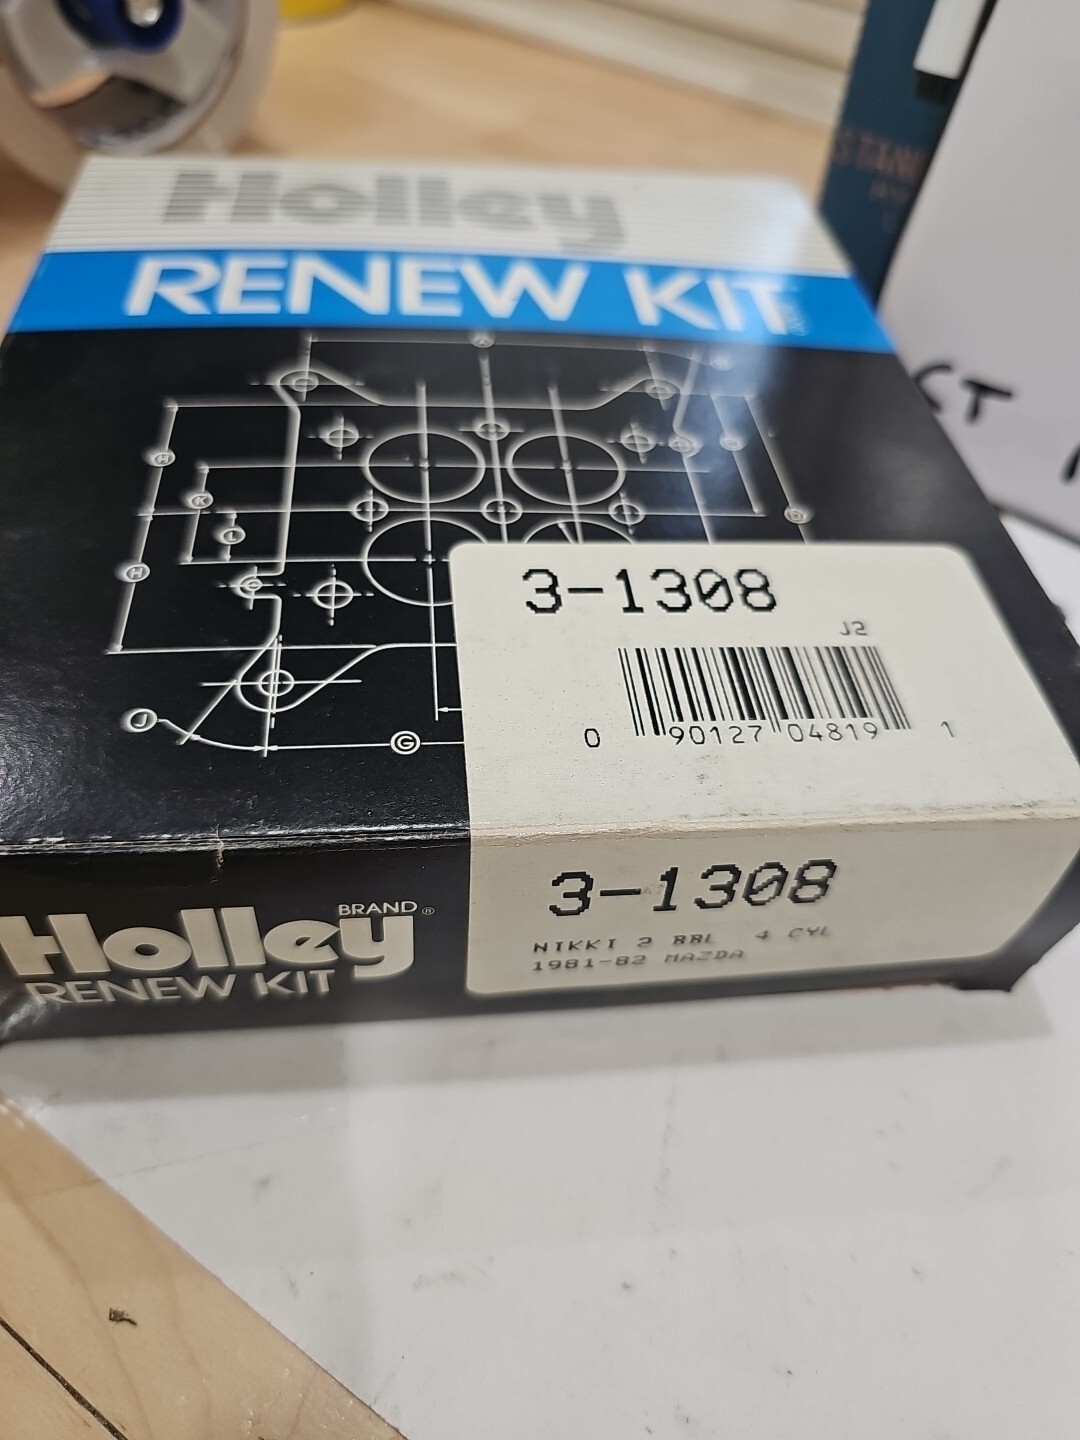 Holley
RENEW KIT
3-1308
J2
0 90127 04819 1
3-1308
NIKKI 2 BBL 4 CYL
1981-82 MAZDA
Holley
BRAND ®
RENEW KIT
A
H
K
L
H
C
D
J
G
CT